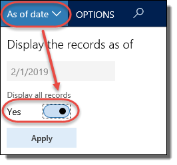 As of date OPTIONS
Display the records as of
2/1/2019
Display all records
Yes
Apply